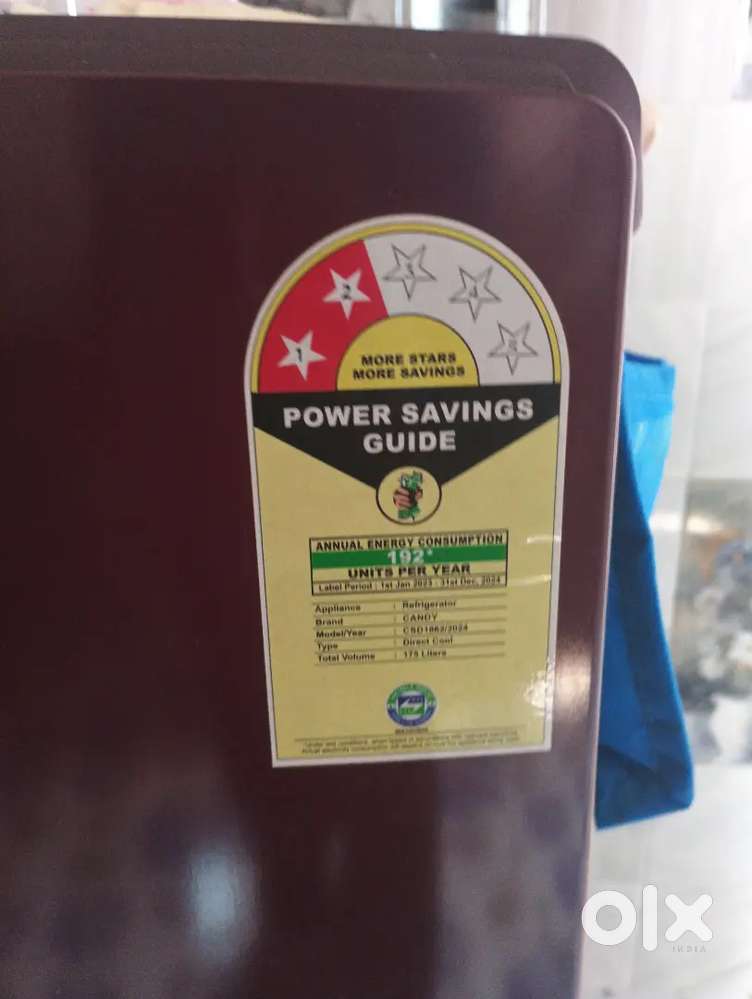 1 2 3 4 5
MORE STARS
MORE SAVINGS
POWER SAVINGS
GUIDE
ANNUAL ENERGY CONSUMPTION
192*
UNITS PER YEAR
Label Period : 1st Jan 2023 - 31st Dec, 2024
Appliance : Refrigerator
Brand : CANDY
Model/Year : CSD1862/2024
Type : Direct Cool
Total Volume : 175 Liters
olx
INDIA